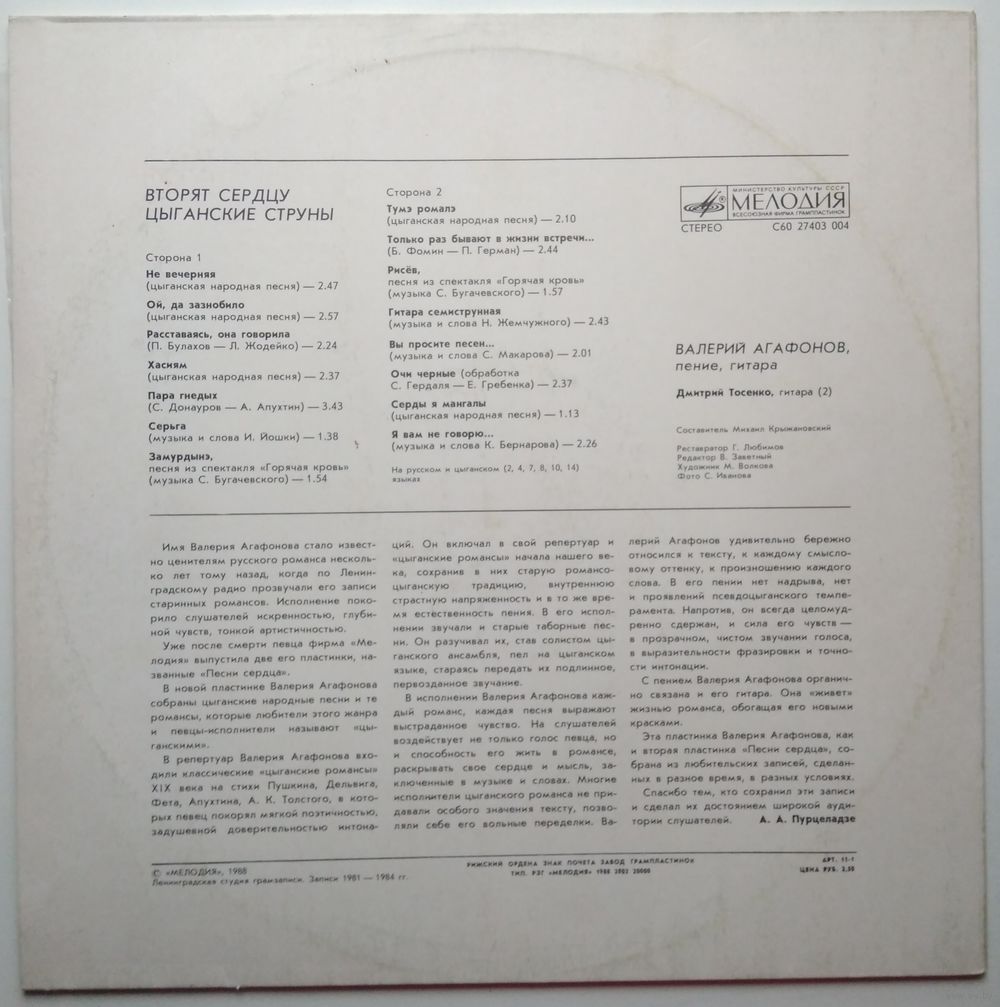 ВТОРЯТ СЕРДЦУ
ЦЫГАНСКИЕ СТРУНЫ
Сторона 1
Не вечерняя
(цыганская народная песня) — 2.47
Ой, да зазнобило
(цыганская народная песня) — 2.57
Расставаясь, она говорила
(П. Булахов — Л. Жодейко) — 2.24
Хасиям
(цыганская народная песня) — 2.37
Пара гнедых
(С. Донауров — А. Апухтин) — 3.43
Серьга
(музыка и слова И. Йошки) — 1.38
Замурдынэ,
песня из спектакля «Горячая кровь»
(музыка С. Бугачевского) — 1.54
Сторона 2
Тумэ ромалэ
(цыганская народная песня) — 2.10
Только раз бывают в жизни встречи...
(Б. Фомин — П. Герман) — 2.44
Рисёв,
песня из спектакля «Горячая кровь»
(музыка С. Бугачевского) — 1.57
Гитара семиструнная
(музыка и слова Н. Жемчужного) — 2.43
Вы просите песен...
(музыка и слова С. Макарова) — 2.01
Очи черные (обработка
С. Гердаля — Е. Гребенка) — 2.37
Серды я мангалы
(цыганская народная песня) — 1.13
Я вам не говорю...
(музыка и слова К. Бернарова) — 2.26
На русском и цыганском (2, 4, 7, 8, 10, 14)
языках
МИНИСТЕРСТВО КУЛЬТУРЫ СССР
МЕЛОДИЯ
ВСЕСОЮЗНАЯ ФИРМА ГРАМПЛАСТИНОК
СТЕРЕО С60 27403 004
ВАЛЕРИЙ АГАФОНОВ,
пение, гитара
Дмитрий Тосенко, гитара (2)
Составитель Михаил Крыжановский
Реставратор Г. Любимов
Редактор В. Заветный
Художник М. Волкова
Фото С. Иванова
Имя Валерия Агафонова стало извест-
но ценителям русского романса несколь-
ко лет тому назад, когда по Ленин-
градскому радио прозвучали его записи
старинных романсов. Исполнение поко-
рило слушателей искренностью, глуби-
ной чувств, тонкой артистичностью.
Уже после смерти певца фирма «Ме-
лодия» выпустила две его пластинки, на-
званные «Песни сердца».
В новой пластинке Валерия Агафонова
собраны цыганские народные песни и те
романсы, которые любители этого жанра
и певцы-исполнители называют «цы-
ганскими».
В репертуар Валерия Агафонова вхо-
дили классические «цыганские романсы»
XIX века на стихи Пушкина, Дельвига,
Фета, Апухтина, А. К. Толстого, в кото-
рых певец покорял мягкой поэтичностью,
задушевной доверительностью интона-
ций. Он включал в свой репертуар и
«цыганские романсы» начала нашего ве-
ка, сохранив в них старую романсо-
цыганскую традицию, внутреннюю
страстную напряженность и в то же вре-
мя естественность пения. В его испол-
нении звучали и старые таборные пес-
ни. Он разучивал их, став солистом цы-
ганского ансамбля, пел на цыганском
языке, стараясь передать их подлинное,
первозданное звучание.
В исполнении Валерия Агафонова каж-
дый романс, каждая песня выражают
выстраданное чувство. На слушателей
воздействует не только голос певца, но
и способность его жить в романсе,
раскрывать свое сердце и мысль, за-
ключенные в музыке и словах. Многие
исполнители цыганского романса не при-
давали особого значения тексту, позво-
ляли себе его вольные переделки. Ва-
лерий Агафонов удивительно бережно
относился к тексту, к каждому смысло-
вому оттенку, к произношению каждого
слова. В его пении нет надрыва, нет
и проявлений псевдоцыганского темпе-
рамента. Напротив, он всегда целомуд-
ренно сдержан, и сила его чувств —
в прозрачном, чистом звучании голоса,
в выразительности фразировки и точно-
сти интонации.
С пением Валерия Агафонова органич-
но связана и его гитара. Она «живет»
жизнью романса, обогащая его новыми
красками.
Эта пластинка Валерия Агафонова, как
и вторая пластинка «Песни сердца», со-
брана из любительских записей, сделан-
ных в разное время, в разных условиях.
Спасибо тем, кто сохранил эти записи
и сделал их достоянием широкой ауди-
тории слушателей. А. А. Пурцеладзе
© «МЕЛОДИЯ», 1988
Ленинградская студия грамзаписи. Записи 1981 — 1984 гг.
РИЖСКИЙ ОРДЕНА ЗНАК ПОЧЕТА ЗАВОД ГРАМПЛАСТИНОК
ТИП. РЗГ «МЕЛОДИЯ» 1988 3802 20000
АРТ. 11-1
ЦЕНА РУБ. 2,50